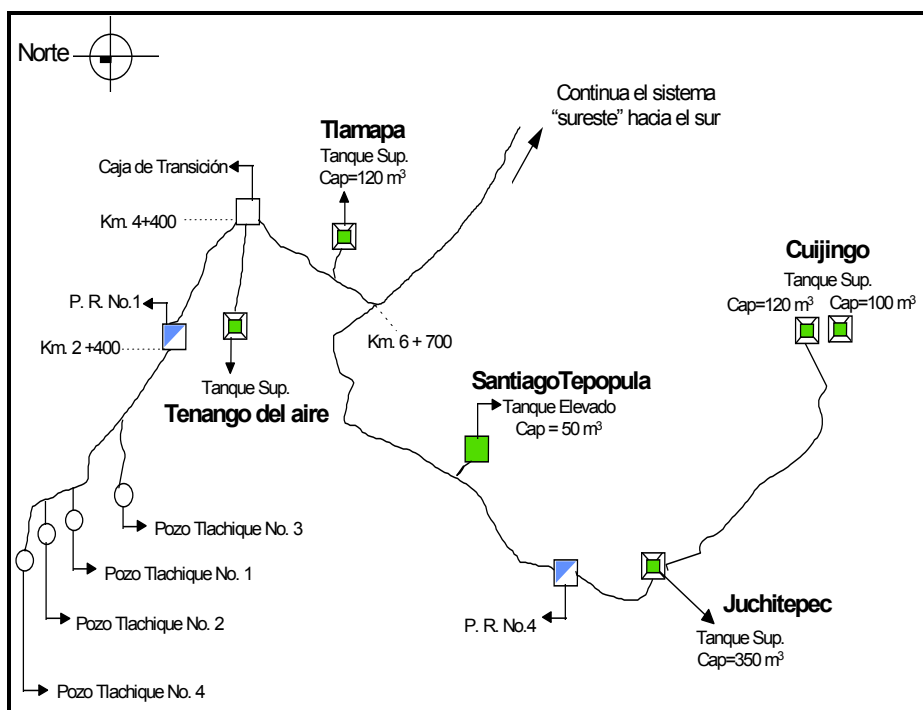 Norte
Continua el sistema
“sureste” hacia el sur
Tlamapa
Tanque Sup.
Cap=120 m³
Caja de Transición
Km. 4+400
Cuijingo
Tanque Sup.
Cap=120 m³
Cap=100 m³
P. R. No.1
Km. 2 +400
Km. 6 + 700
Tanque Sup.
Tenango del aire
SantiagoTepopula
Tanque Elevado
Cap = 50 m³
Pozo Tlachique No. 3
Pozo Tlachique No. 1
Pozo Tlachique No. 2
Pozo Tlachique No. 4
P. R. No.4
Juchitepec
Tanque Sup.
Cap=350 m³